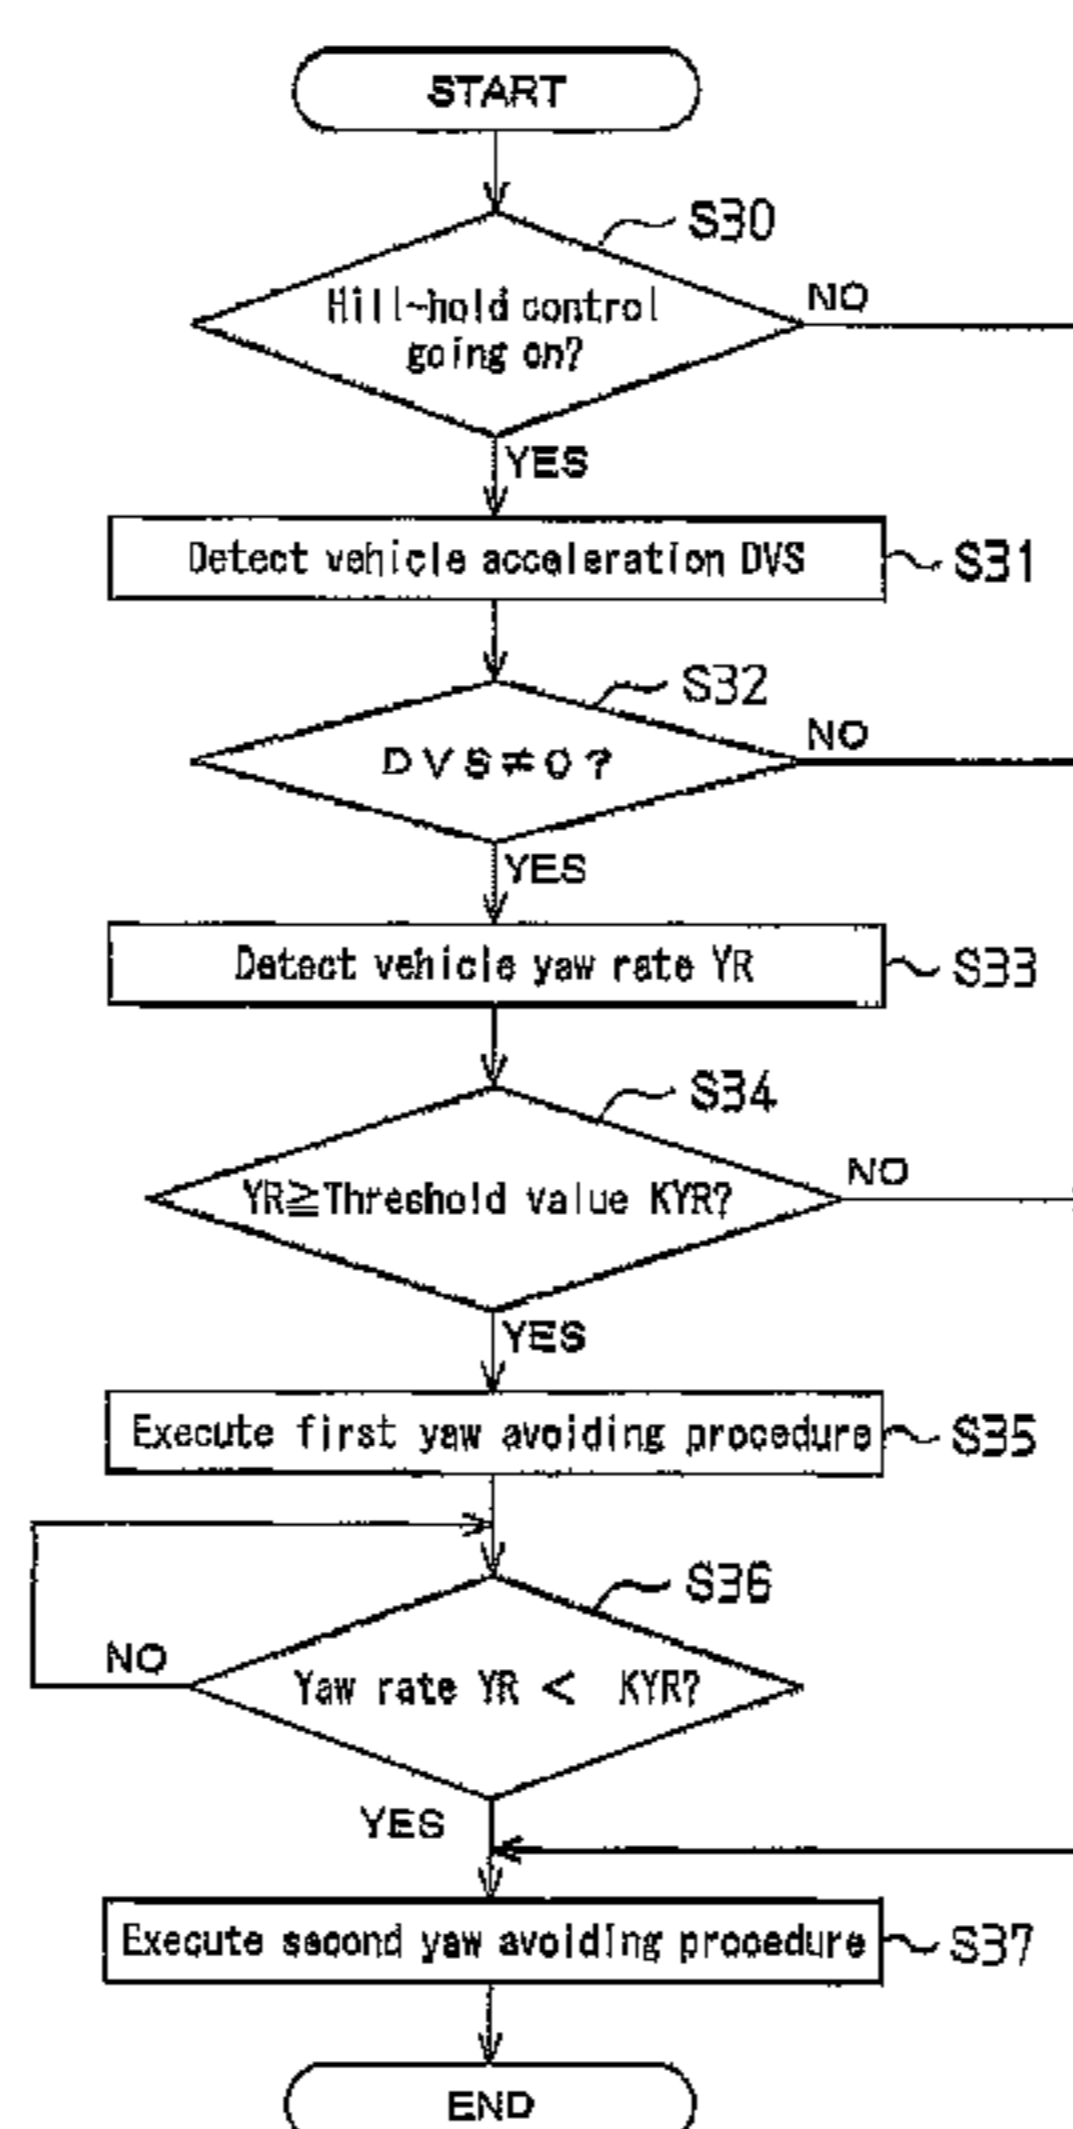 START
S30
Hill-hold control
going on?
NO
YES
Detect vehicle acceleration DVS
S31
S32
DVS≠0?
NO
YES
Detect vehicle yaw rate YR
S33
S34
YR≧Threshold value KYR?
NO
YES
Execute first yaw avoiding procedure
S35
S36
NO
Yaw rate YR < KYR?
YES
Execute second yaw avoiding procedure
S37
END